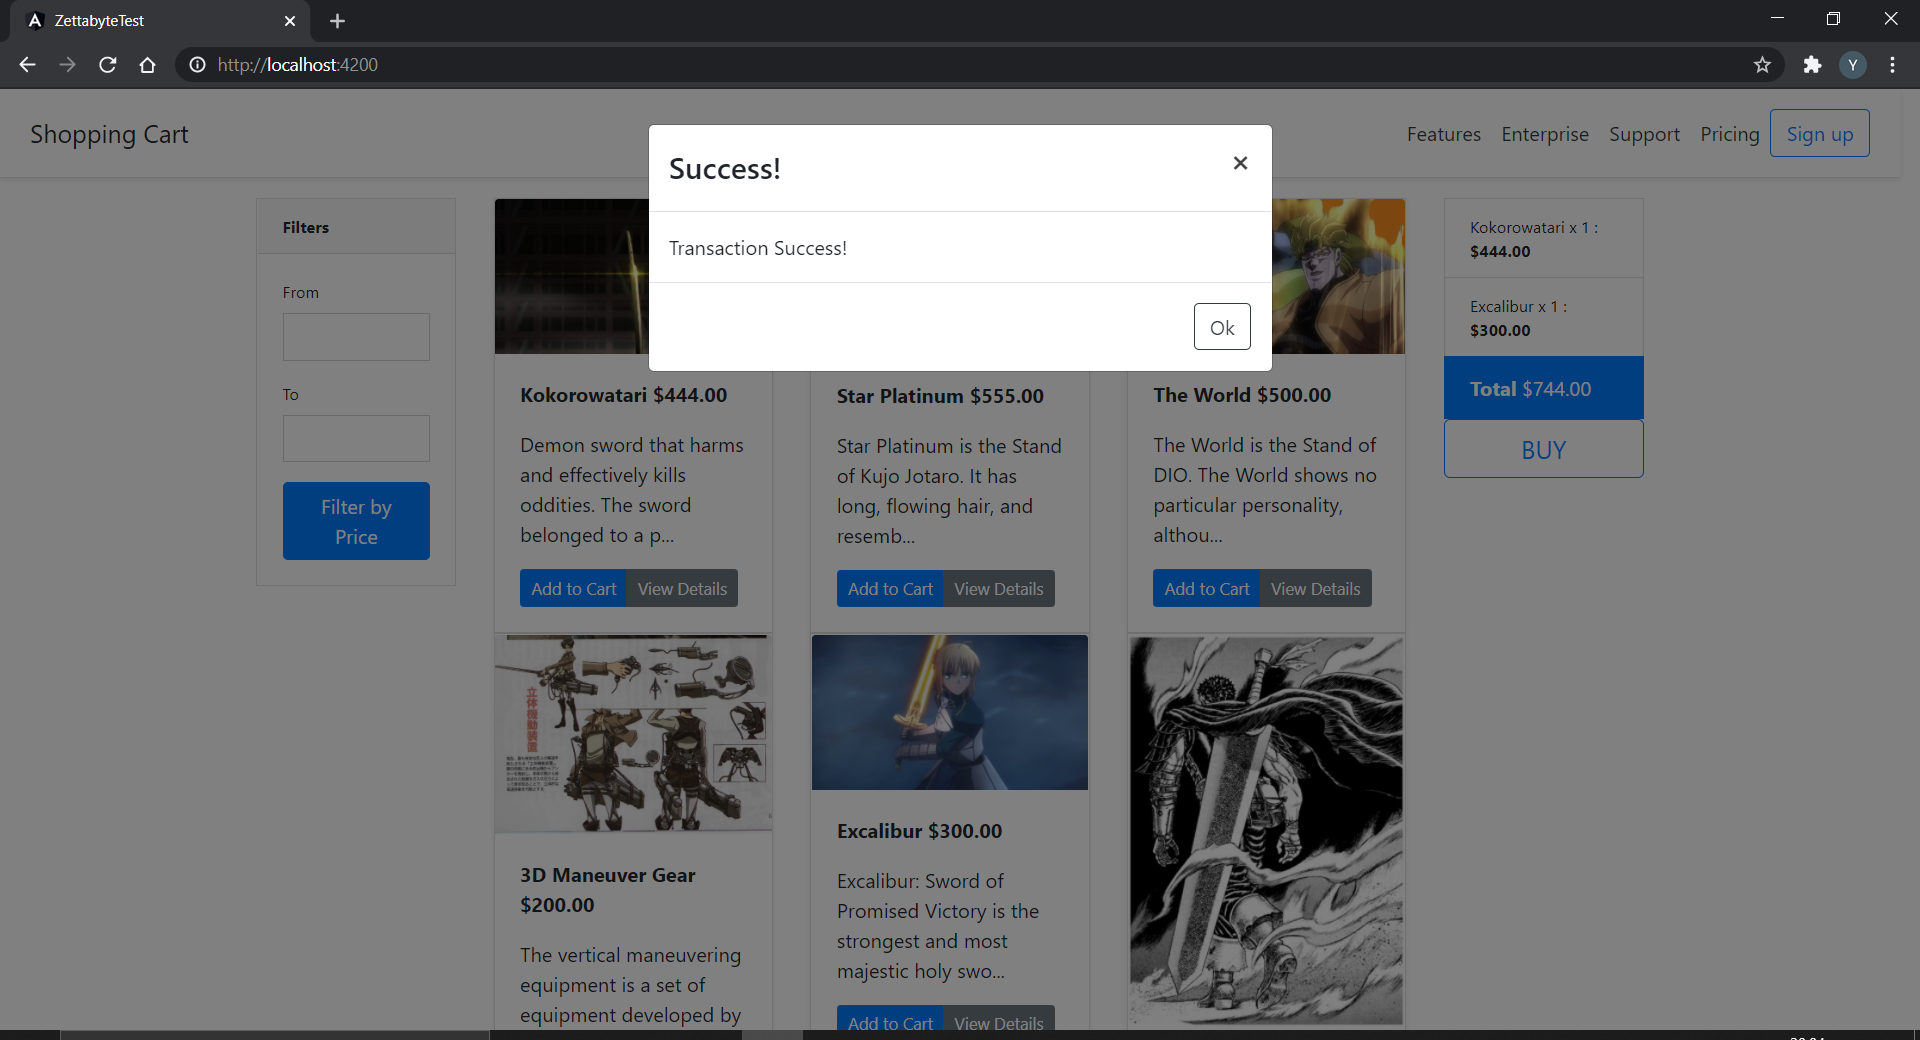 ZettabyteTest
http://localhost:4200
Y
Shopping Cart
Features Enterprise Support Pricing Sign up
Success!
×
Transaction Success!
Ok
Filters
From
To
Filter by
Price
Kokorowatari $444.00
Demon sword that harms
and effectively kills
oddities. The sword
belonged to a p...
Add to Cart View Details
Star Platinum $555.00
Star Platinum is the Stand
of Kujo Jotaro. It has
long, flowing hair, and
resemb...
Add to Cart View Details
The World $500.00
The World is the Stand of
DIO. The World shows no
particular personality,
althou...
Add to Cart View Details
Kokorowatari x 1 :
$444.00
Excalibur x 1 :
$300.00
Total $744.00
BUY
立体機動装置
3D Maneuver Gear
$200.00
The vertical maneuvering
equipment is a set of
equipment developed by
Excalibur $300.00
Excalibur: Sword of
Promised Victory is the
strongest and most
majestic holy swo...
Add to Cart View Details